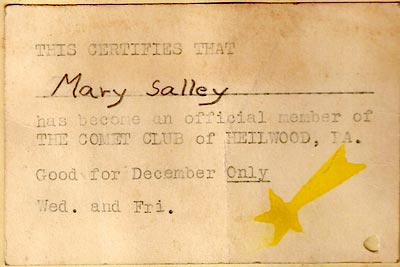 THIS CERTIFIES THAT
Mary Salley
has become an official member of
THE COMET CLUB of HEILWOOD, PA.
Good for December Only
Wed. and Fri.